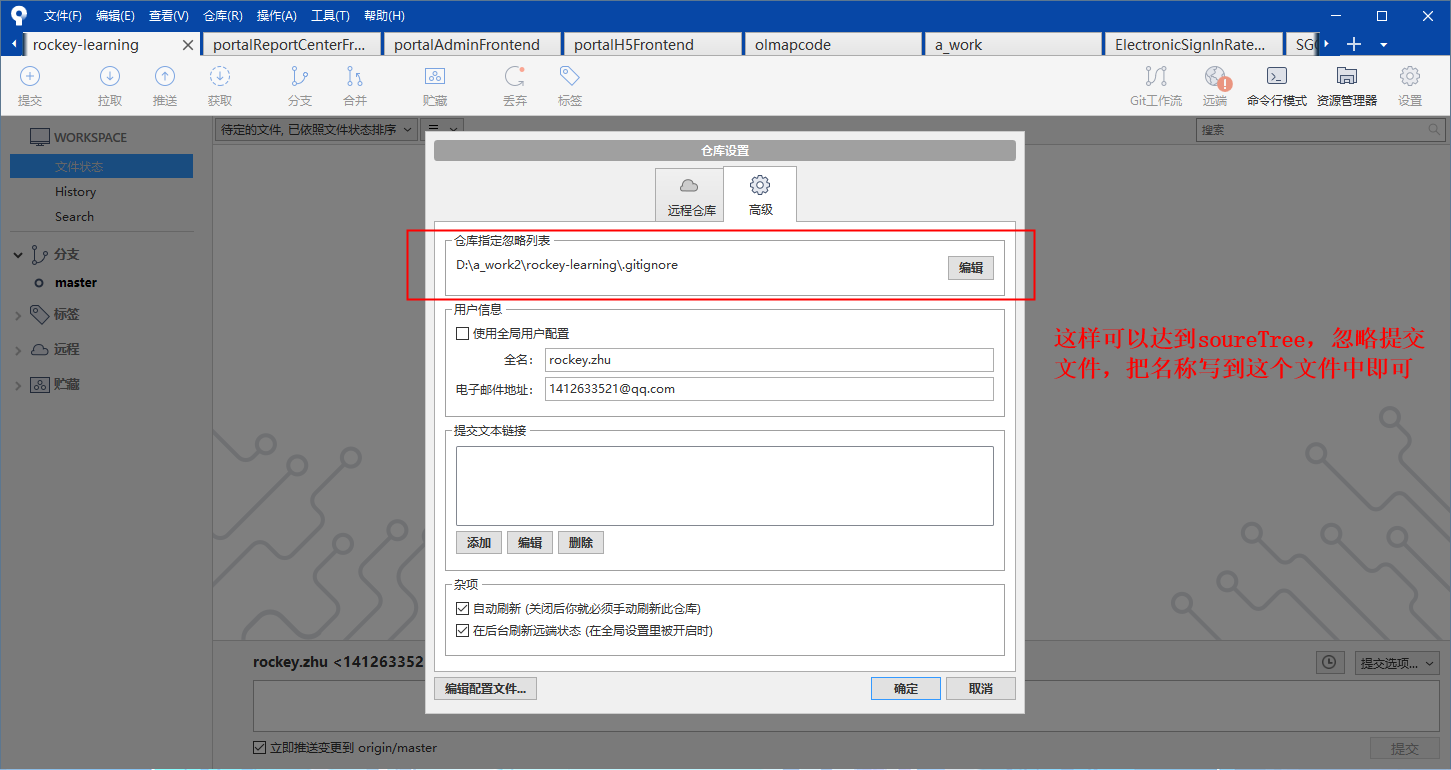 文件(F) 编辑(E) 查看(V) 仓库(R) 操作(A) 工具(T) 帮助(H)
rockey-learning portalReportCenterFr... portalAdminFrontend portalH5Frontend olmapcode a_work ElectronicSignInRate...
提交 拉取 推送 获取 分支 合并 贮藏 丢弃 标签 Git工作流 远端 命令行模式 资源管理器 设置
WORKSPACE
文件状态
History
Search
分支
master
标签
远程
贮藏
待定的文件, 已依照文件状态排序
搜索
仓库设置
远程仓库 高级
仓库指定忽略列表
D:\a_work2\rockey-learning\.gitignore
编辑
用户信息
使用全局用户配置
全名: rockey.zhu
电子邮件地址: 1412633521@qq.com
提交文本链接
添加 编辑 删除
杂项
自动刷新 (关闭后你就必须手动刷新此仓库)
在后台刷新远端状态 (在全局设置里被开启时)
编辑配置文件... 确定 取消
这样可以达到soureTree，忽略提交
文件，把名称写到这个文件中即可
rockey.zhu <141263352
提交选项...
立即推送变更到 origin/master
提交